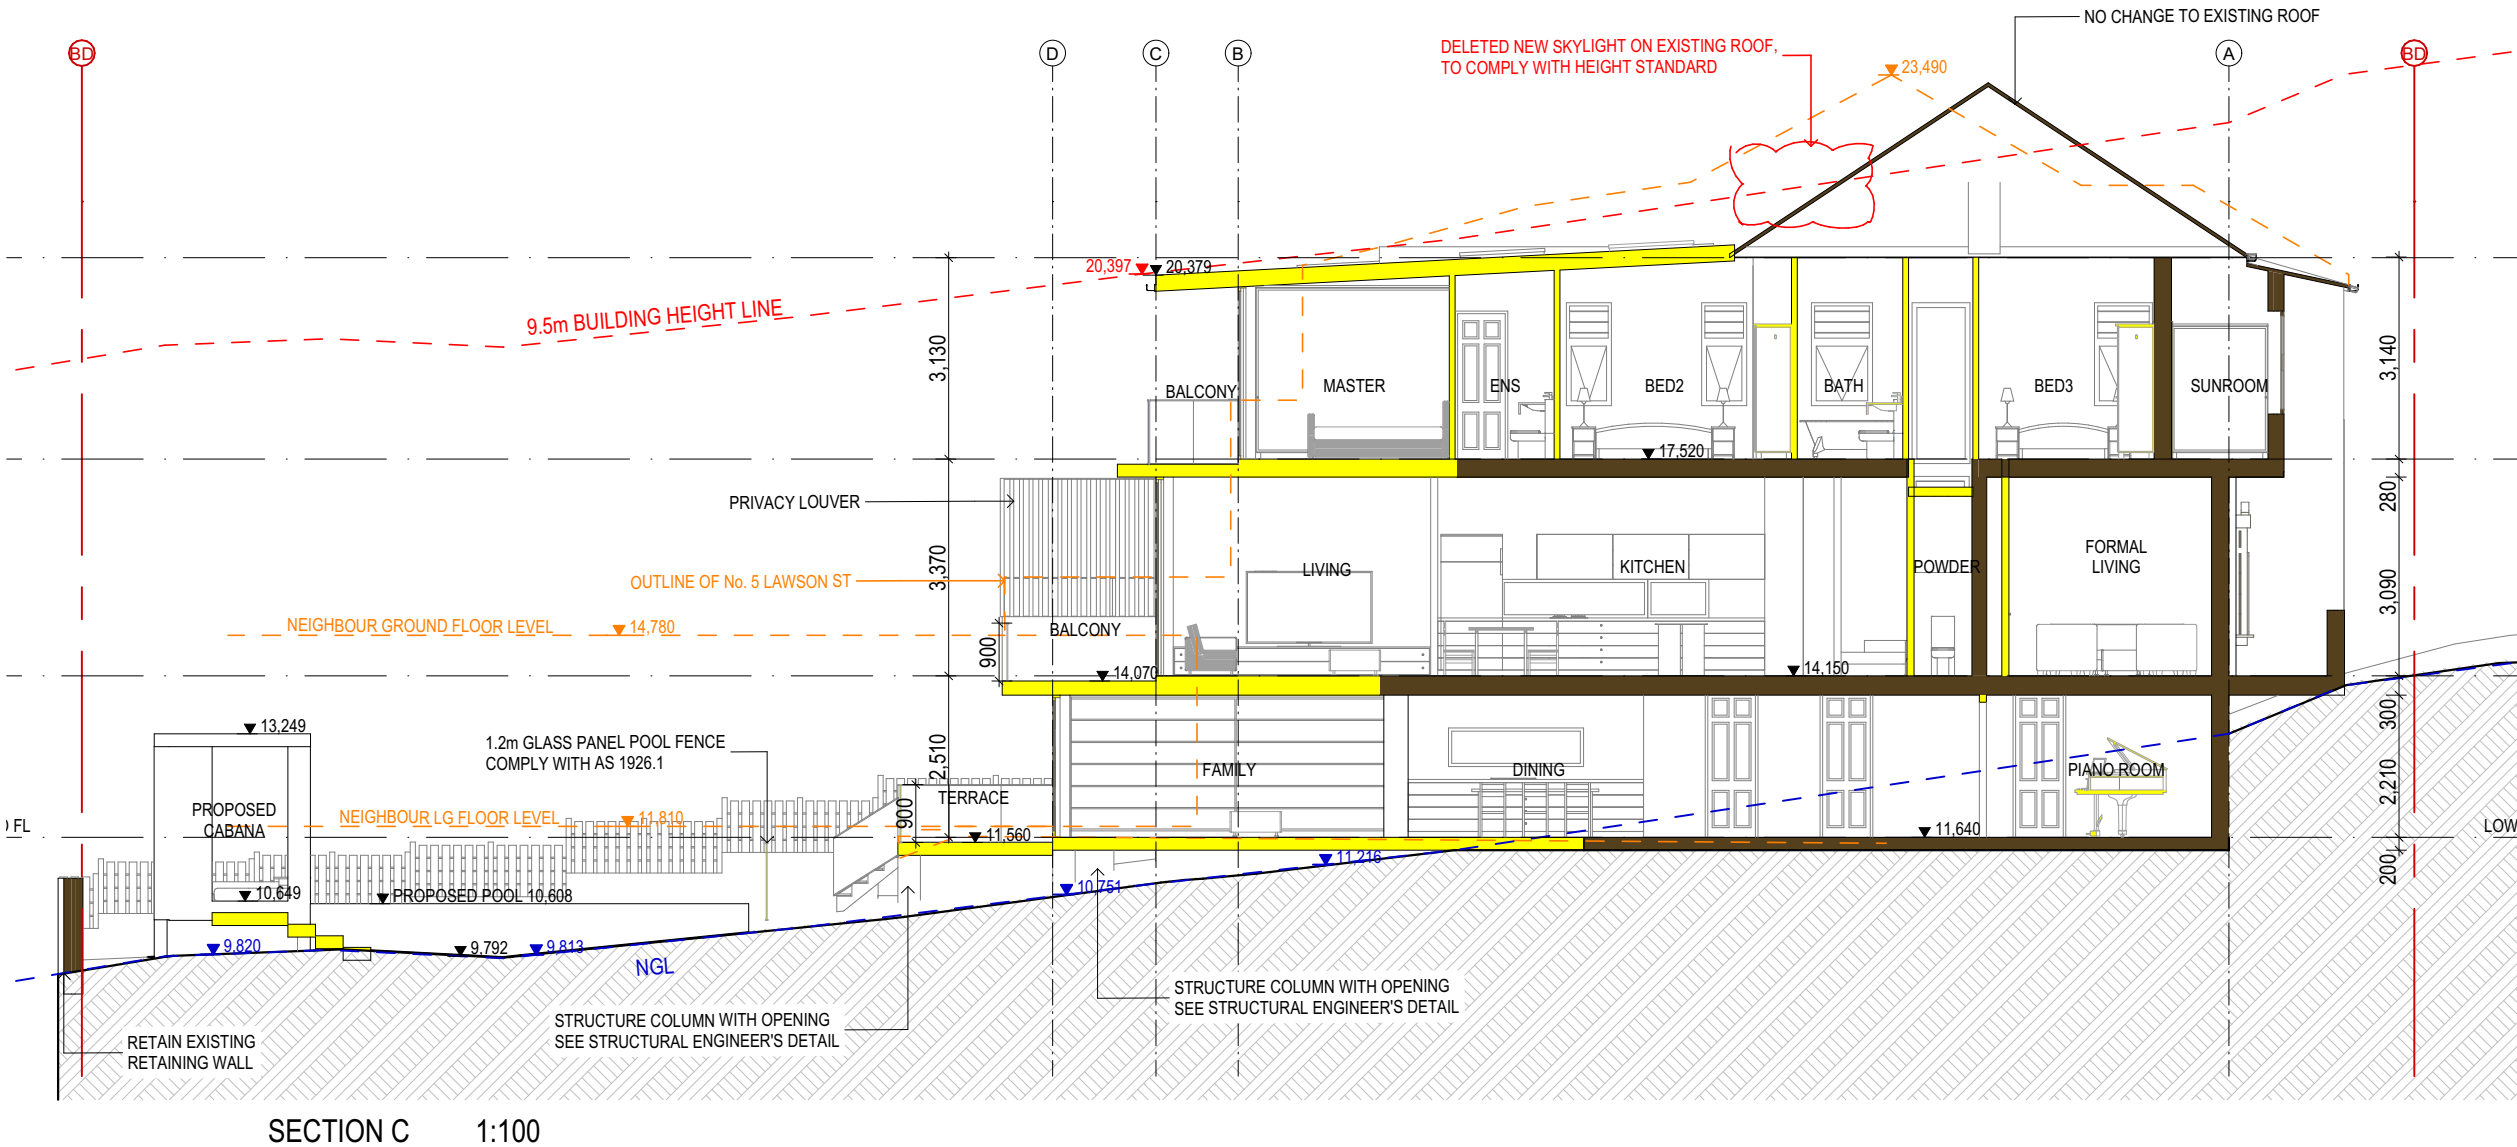 NO CHANGE TO EXISTING ROOF
DELETED NEW SKYLIGHT ON EXISTING ROOF,
TO COMPLY WITH HEIGHT STANDARD
BD
D
C
B
A
BD
23,490
20,397
20,379
9.5m BUILDING HEIGHT LINE
3,130
3,140
BALCONY
MASTER
ENS
BED2
BATH
BED3
SUNROOM
17,520
PRIVACY LOUVER
280
3,370
OUTLINE OF No. 5 LAWSON ST
LIVING
KITCHEN
POWDER
FORMAL
LIVING
3,090
NEIGHBOUR GROUND FLOOR LEVEL
14,780
BALCONY
900
14,070
14,150
13,249
300
1.2m GLASS PANEL POOL FENCE
COMPLY WITH AS 1926.1
2,510
FAMILY
DINING
PIANO ROOM
2,210
PROPOSED
CABANA
TERRACE
900
NEIGHBOUR LG FLOOR LEVEL
11,810
FL
11,560
11,640
LOW
200
11,216
10,751
10,649
PROPOSED POOL 10,608
9,820
9,792
9,813
NGL
STRUCTURE COLUMN WITH OPENING
SEE STRUCTURAL ENGINEER'S DETAIL
STRUCTURE COLUMN WITH OPENING
SEE STRUCTURAL ENGINEER'S DETAIL
RETAIN EXISTING
RETAINING WALL
SECTION C 1:100